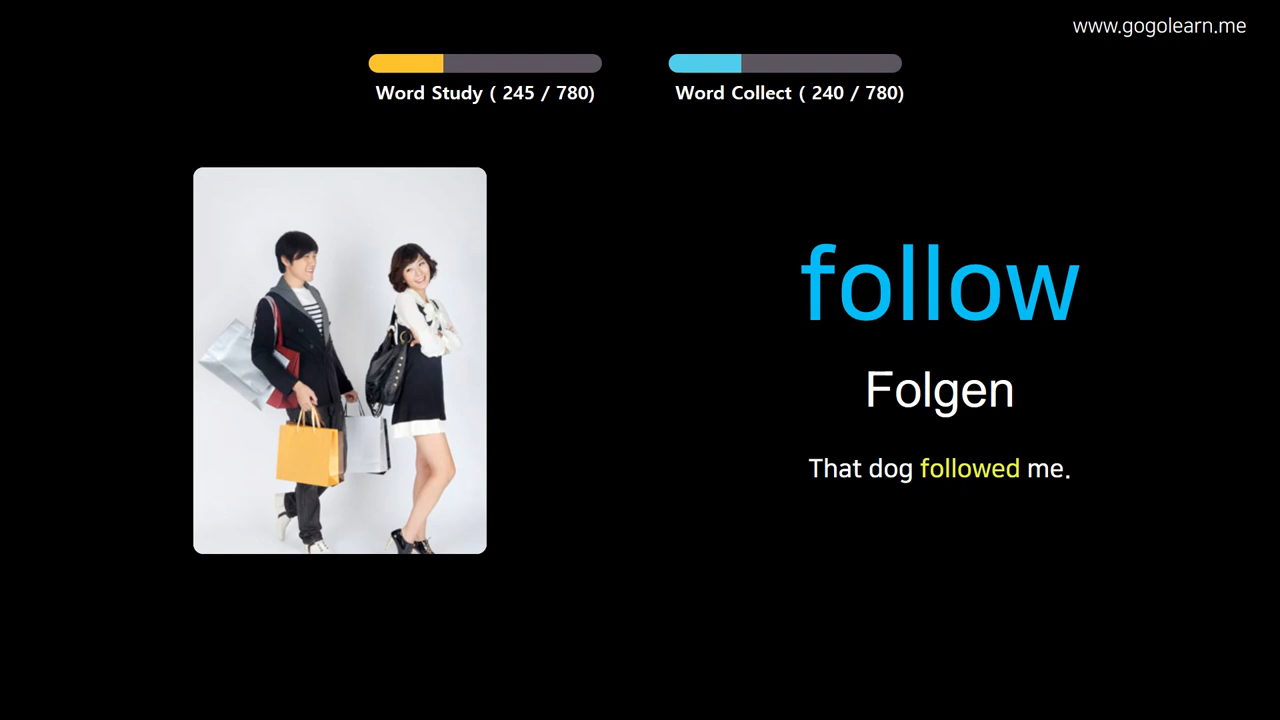 www.gogolearn.me
Word Study ( 245 / 780)
Word Collect ( 240 / 780)
follow
Folgen
That dog followed me.